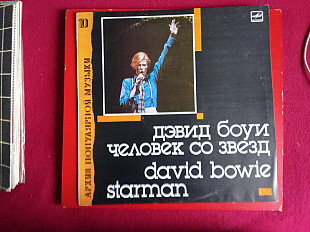 10
АРХИВ ПОПУЛЯРНОЙ МУЗЫКИ
дэвид боуи
человек со звезд
david bowie
starman